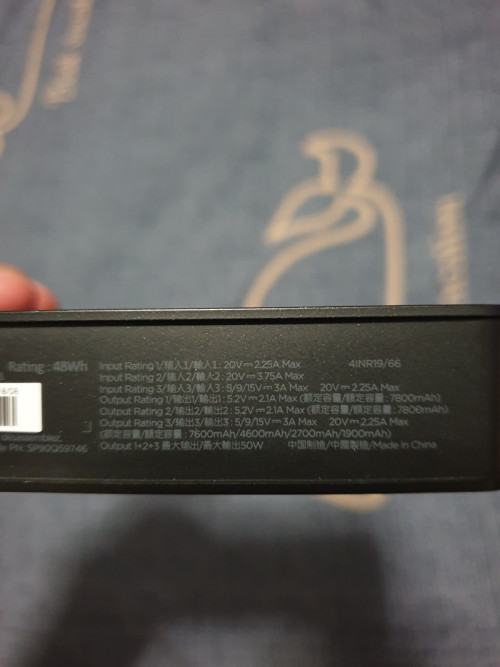 Rating : 48Wh
Input Rating 1/输入1/輸入1 : 20V⎓2.25A Max
4INR19/66
Input Rating 2/输入2/輸入2 : 20V⎓3.75A Max
Input Rating 3/输入3/輸入3 : 5/9/15V⎓3A Max 20V⎓2.25A Max
Output Rating 1/输出1/輸出1 : 5.2V⎓2.1A Max (额定容量/額定容量 : 7800mAh)
Output Rating 2/输出2/輸出2 : 5.2V⎓2.1A Max (额定容量/額定容量 : 7800mAh)
Output Rating 3/输出3/輸出3 : 5/9/15V⎓3A Max 20V⎓2.25A Max
(额定容量/額定容量 : 7600mAh/4600mAh/2700mAh/1900mAh)
Output 1+2+3 最大输出/最大輸出50W 中国制造/中國製造/Made in China
PN: SP90Q59746